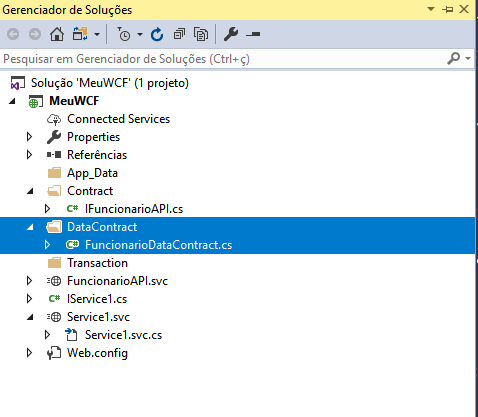 Gerenciador de Soluções
Pesquisar em Gerenciador de Soluções (Ctrl+ç)
Solução 'MeuWCF' (1 projeto)
MeuWCF
Connected Services
Properties
Referências
App_Data
Contract
C# IFuncionarioAPI.cs
DataContract
C# FuncionarioDataContract.cs
Transaction
FuncionarioAPI.svc
C# IService1.cs
Service1.svc
Service1.svc.cs
Web.config